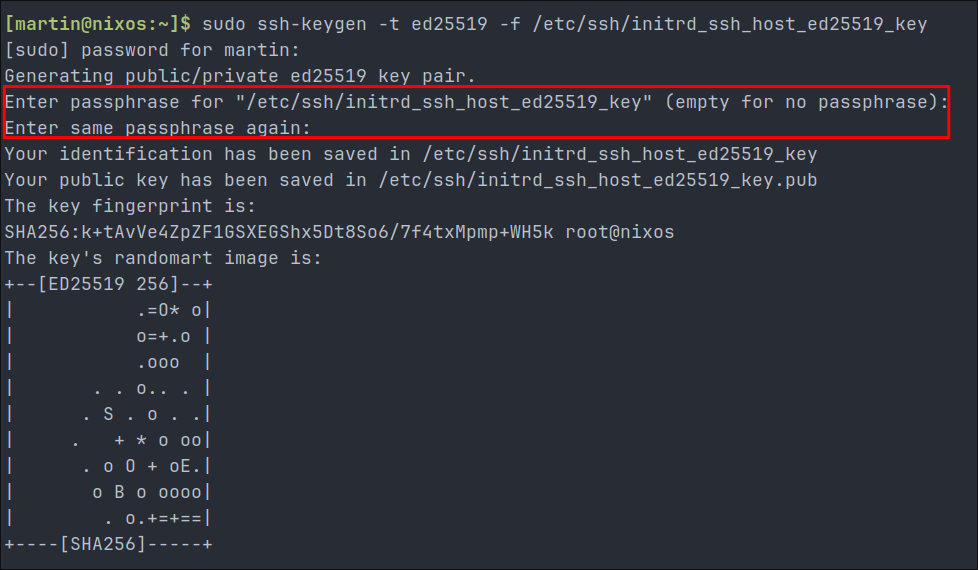 [martin@nixos:~]$ sudo ssh-keygen -t ed25519 -f /etc/ssh/initrd_ssh_host_ed25519_key
[sudo] password for martin:
Generating public/private ed25519 key pair.
Enter passphrase for "/etc/ssh/initrd_ssh_host_ed25519_key" (empty for no passphrase):
Enter same passphrase again:
Your identification has been saved in /etc/ssh/initrd_ssh_host_ed25519_key
Your public key has been saved in /etc/ssh/initrd_ssh_host_ed25519_key.pub
The key fingerprint is:
SHA256:k+tAvVe4ZpZF1GSXEGShx5Dt8So6/7f4txMpmp+WH5k root@nixos
The key's randomart image is:
+--[ED25519 256]--+
|           .=O* o|
|           o=+.o |
|           .ooo  |
|       . . o.. . |
|      . S . o . .|
|     .   + * o oo|
|      . o O + oE.|
|       o B o oooo|
|        . o.+=+==|
+----[SHA256]-----+